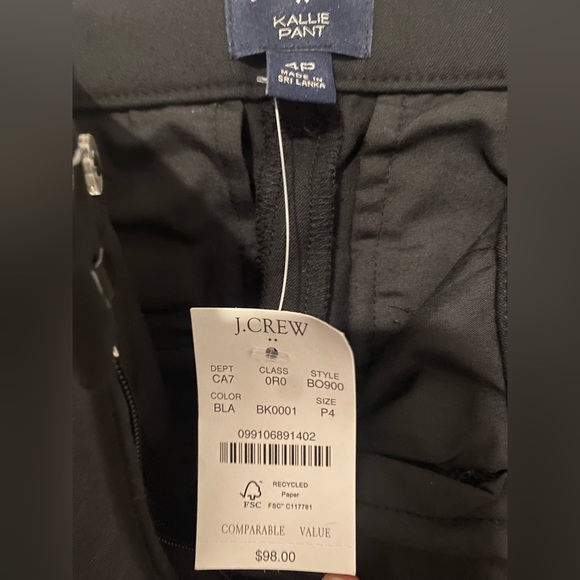 KALLIE
PANT
4P
MADE IN
SRI LANKA
J.CREW
DEPT CLASS STYLE
CA7 0R0 BO900
COLOR SIZE
BLA BK0001 P4
099106891402
RECYCLED
Paper
FSC FSC™ C117781
COMPARABLE VALUE
$98.00